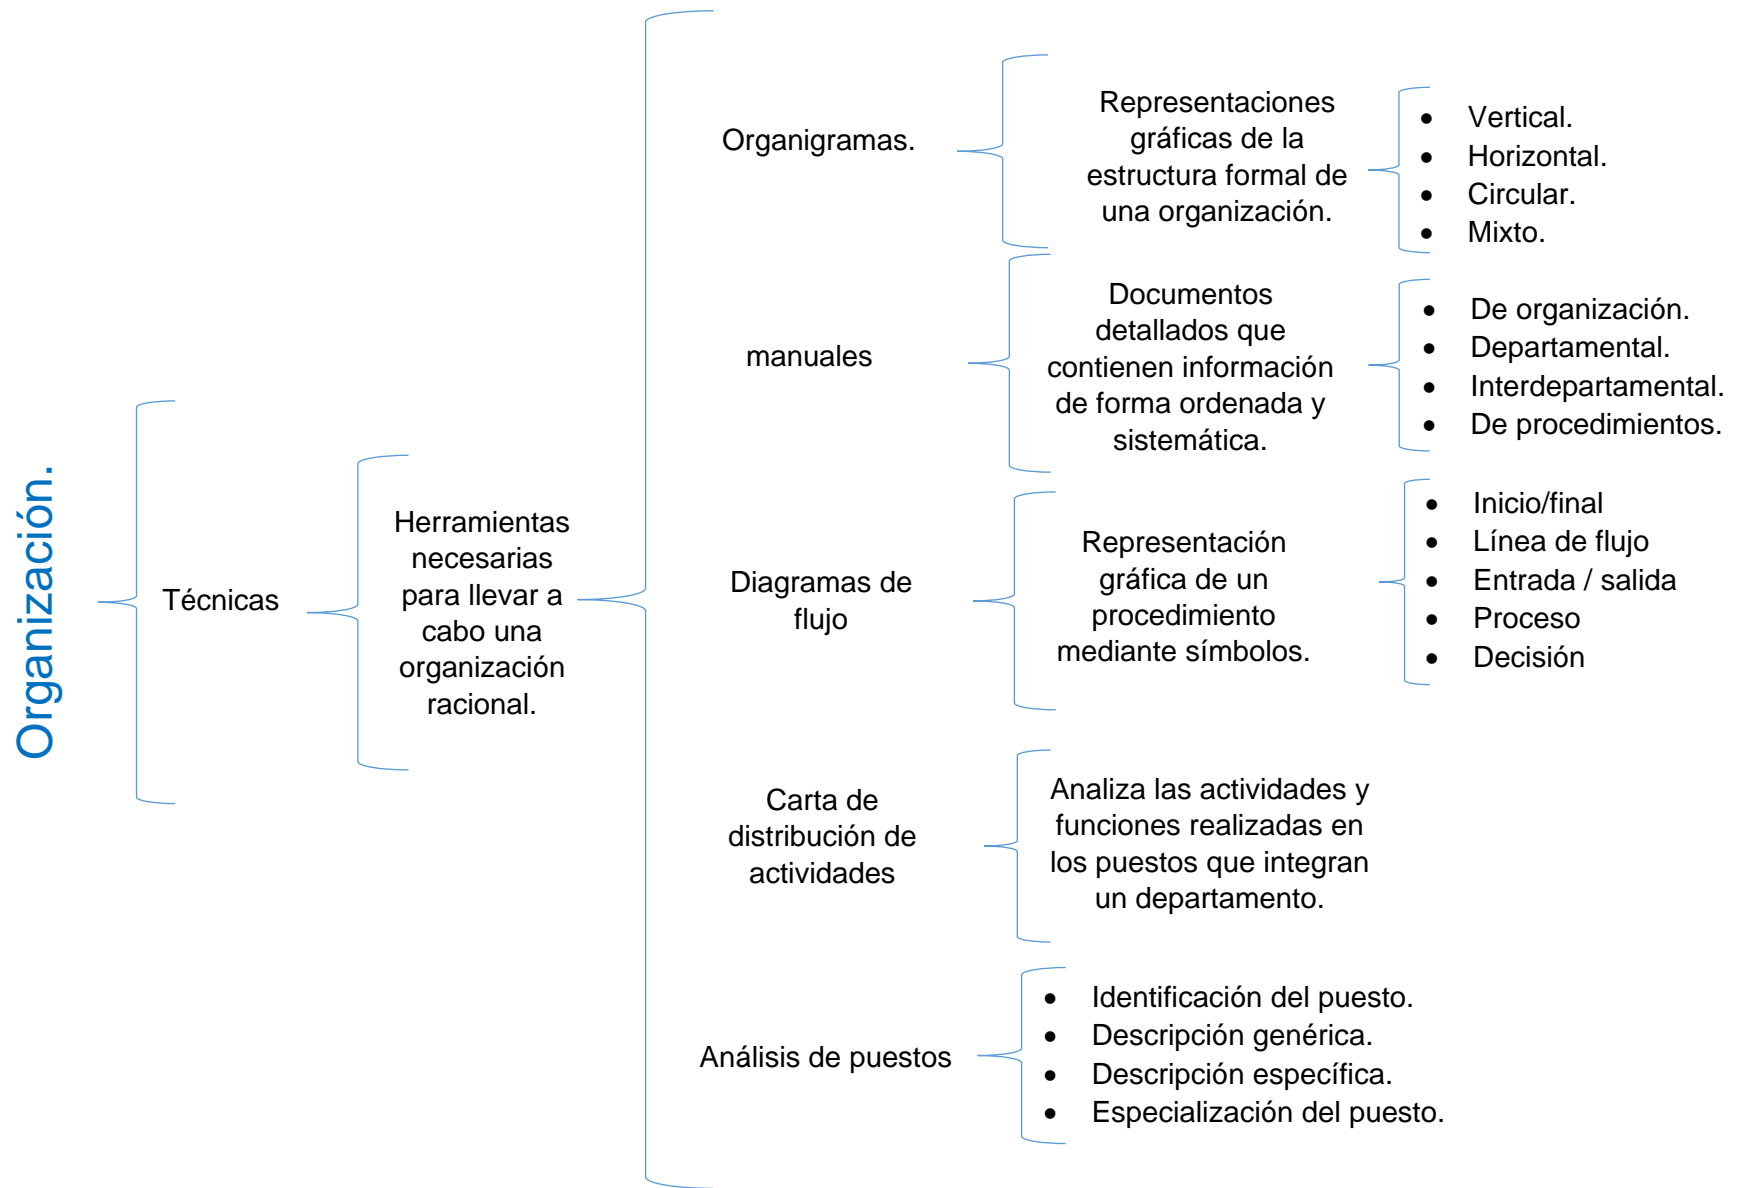 Organización.
Técnicas
Herramientas
necesarias
para llevar a
cabo una
organización
racional.
Organigramas.
Representaciones
gráficas de la
estructura formal de
una organización.
• Vertical.
• Horizontal.
• Circular.
• Mixto.
manuales
Documentos
detallados que
contienen información
de forma ordenada y
sistemática.
• De organización.
• Departamental.
• Interdepartamental.
• De procedimientos.
Diagramas de
flujo
Representación
gráfica de un
procedimiento
mediante símbolos.
• Inicio/final
• Línea de flujo
• Entrada / salida
• Proceso
• Decisión
Carta de
distribución de
actividades
Analiza las actividades y
funciones realizadas en
los puestos que integran
un departamento.
Análisis de puestos
• Identificación del puesto.
• Descripción genérica.
• Descripción específica.
• Especialización del puesto.